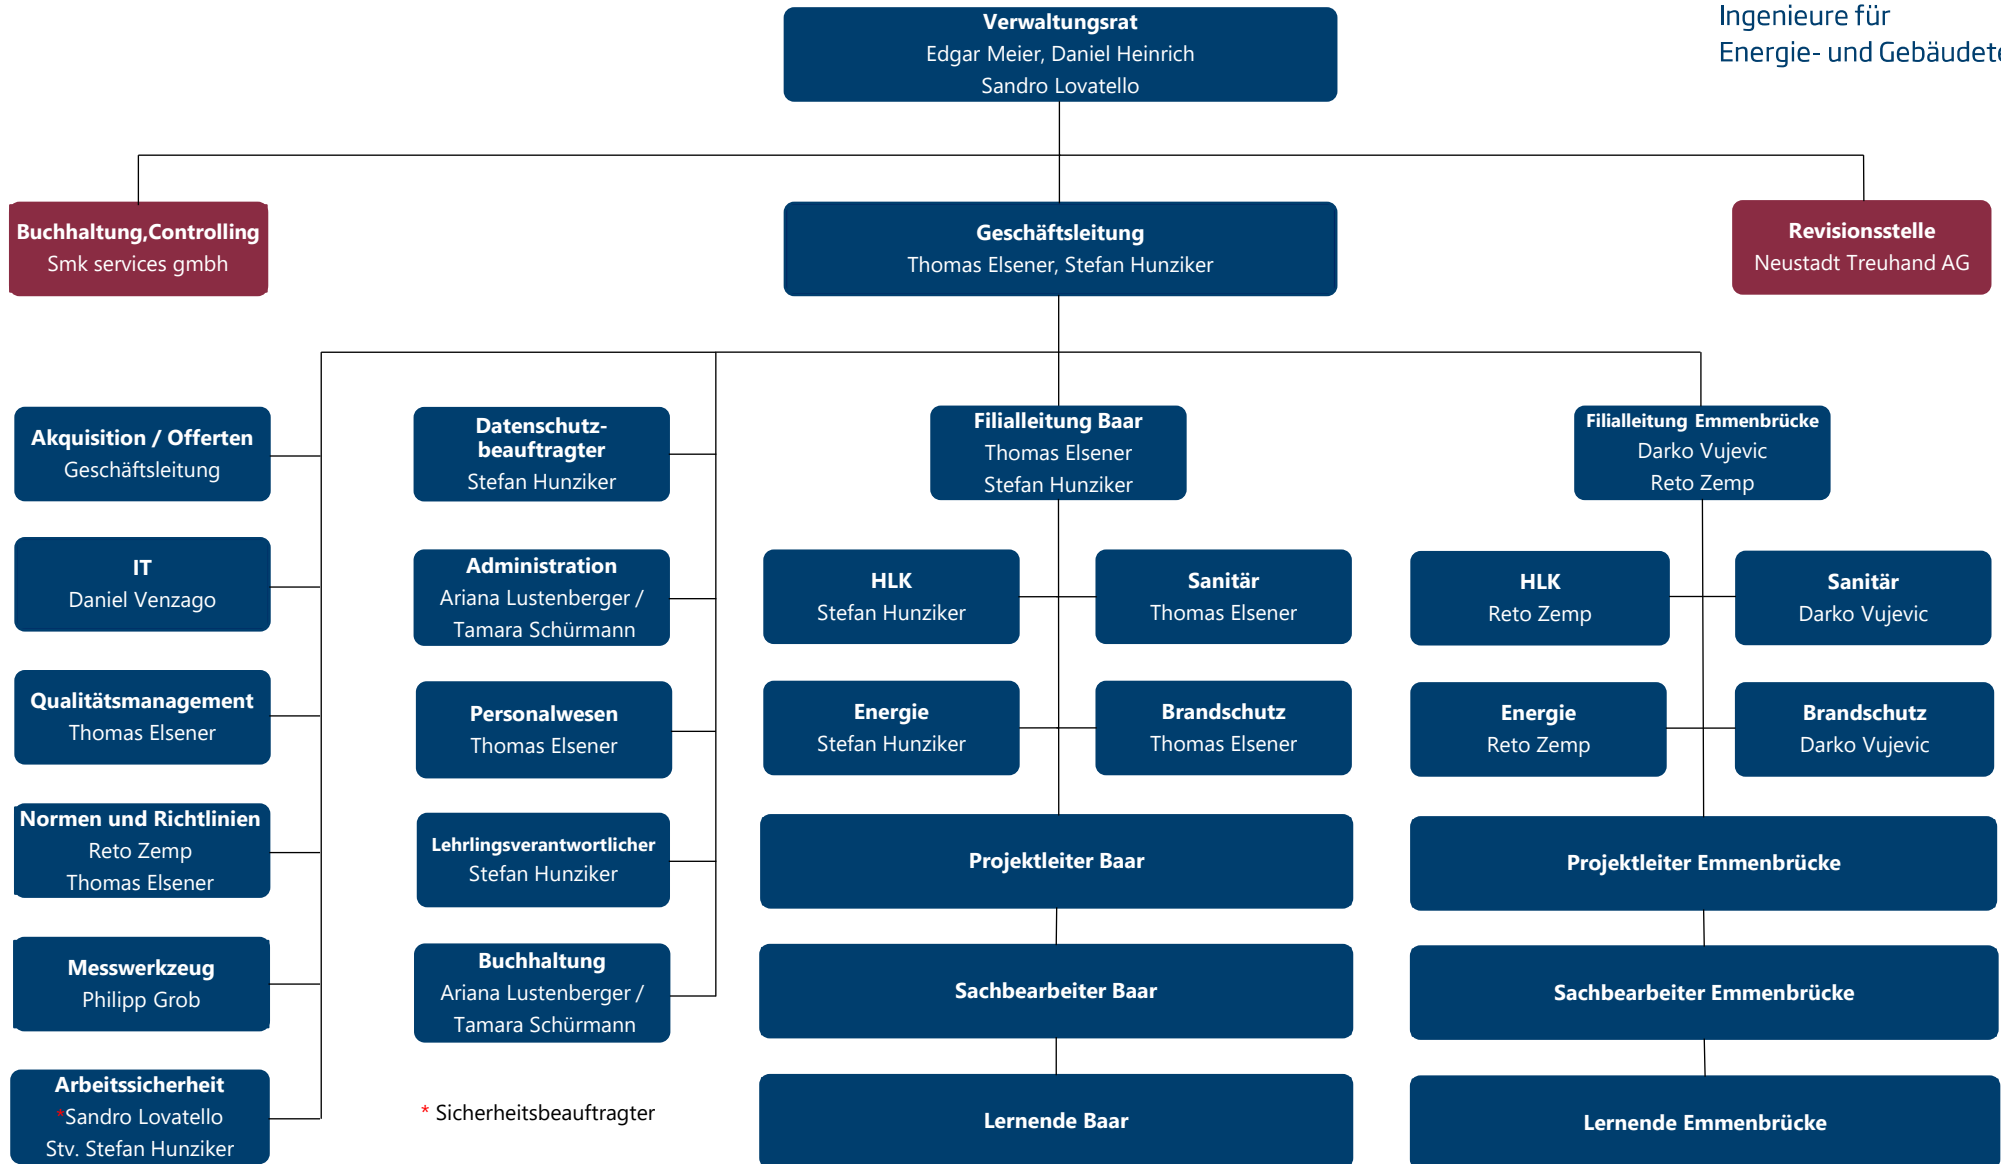 Ingenieure für
Energie- und Gebäudete
Verwaltungsrat
Edgar Meier, Daniel Heinrich
Sandro Lovatello
Buchhaltung,Controlling
Smk services gmbh
Geschäftsleitung
Thomas Elsener, Stefan Hunziker
Revisionsstelle
Neustadt Treuhand AG
Akquisition / Offerten
Geschäftsleitung
IT
Daniel Venzago
Qualitätsmanagement
Thomas Elsener
Normen und Richtlinien
Reto Zemp
Thomas Elsener
Messwerkzeug
Philipp Grob
Arbeitssicherheit
*Sandro Lovatello
Stv. Stefan Hunziker
Datenschutz-
beauftragter
Stefan Hunziker
Administration
Ariana Lustenberger /
Tamara Schürmann
Personalwesen
Thomas Elsener
Lehrlingsverantwortlicher
Stefan Hunziker
Buchhaltung
Ariana Lustenberger /
Tamara Schürmann
* Sicherheitsbeauftragter
Filialleitung Baar
Thomas Elsener
Stefan Hunziker
HLK
Stefan Hunziker
Sanitär
Thomas Elsener
Energie
Stefan Hunziker
Brandschutz
Thomas Elsener
Projektleiter Baar
Sachbearbeiter Baar
Lernende Baar
Filialleitung Emmenbrücke
Darko Vujevic
Reto Zemp
HLK
Reto Zemp
Sanitär
Darko Vujevic
Energie
Reto Zemp
Brandschutz
Darko Vujevic
Projektleiter Emmenbrücke
Sachbearbeiter Emmenbrücke
Lernende Emmenbrücke